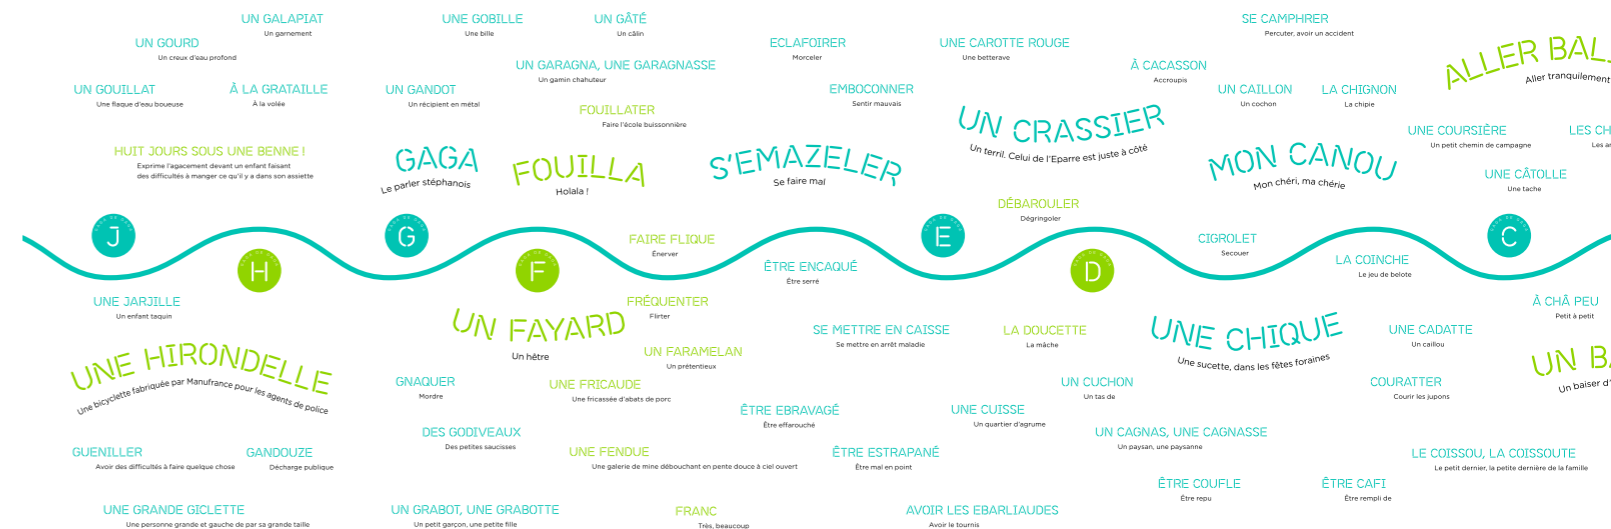 UN GALAPIAT
Un garnement
UNE GOBILLE
Une bille
UN GÂTÉ
Un câlin
SE CAMPHRER
Percuter, avoir un accident
UN GOURD
Un creux d'eau profond
ECLAFOIRER
Morceler
UNE CAROTTE ROUGE
Une betterave
ALLER BAL
Aller tranquilement
UN GARAGNA, UNE GARAGNASSE
Un gamin chahuteur
À CACASSON
Accroupis
UN GOUILLAT
Une flaque d'eau boueuse
À LA GRATAILLE
À la volée
UN GANDOT
Un récipient en métal
EMBOCONNER
Sentir mauvais
UN CAILLON
Un cochon
LA CHIGNON
La chipie
FOUILLATER
Faire l'école buissonnière
UN CRASSIER
Un terril. Celui de l'Eparre est juste à côté
UNE COURSIÈRE
Un petit chemin de campagne
LES CH
HUIT JOURS SOUS UNE BENNE !
Exprime l'agacement devant un enfant faisant
des difficultés à manger ce qu'il y a dans son assiette
GAGA
Le parler stéphanois
FOUILLA
Holala !
S'EMAZELER
Se faire mal
MON CANOU
Mon chéri, ma chérie
UNE CÂTOLLE
Une tache
DÉBAROULER
Dégringoler
J
G
E
C
FAIRE FLIQUE
Énerver
CIGROLET
Secouer
H
F
D
ÊTRE ENCAQUÉ
Être serré
LA COINCHE
Le jeu de belote
UNE JARJILLE
Un enfant taquin
FRÉQUENTER
Flirter
À CHÂ PEU
Petit à petit
UN FAYARD
Un hêtre
SE METTRE EN CAISSE
Se mettre en arrêt maladie
LA DOUCETTE
La mâche
UNE CHIQUE
Une sucette, dans les fêtes foraines
UNE CADATTE
Un caillou
UNE HIRONDELLE
Une bicyclette fabriquée par Manufrance pour les agents de police
UN FARAMELAN
Un prétentieux
UN BA
Un baiser d'
GNAQUER
Mordre
UNE FRICAUDE
Une fricassée d'abats de porc
UN CUCHON
Un tas de
COURATTER
Courir les jupons
ÊTRE EBRAVAGÉ
Être effarouché
UNE CUISSE
Un quartier d'agrume
DES GODIVEAUX
Des petites saucisses
UN CAGNAS, UNE CAGNASSE
Un paysan, une paysanne
GUENILLER
Avoir des difficultés à faire quelque chose
GANDOUZE
Décharge publique
UNE FENDUE
Une galerie de mine débouchant en pente douce à ciel ouvert
ÊTRE ESTRAPANÉ
Être mal en point
LE COISSOU, LA COISSOUTE
Le petit dernier, la petite dernière de la famille
ÊTRE COUFLE
Être repu
ÊTRE CAFI
Être rempli de
UNE GRANDE GICLETTE
Une personne grande et gauche de par sa grande taille
UN GRABOT, UNE GRABOTTE
Un petit garçon, une petite fille
FRANC
Très, beaucoup
AVOIR LES EBARLIAUDES
Avoir le tournis